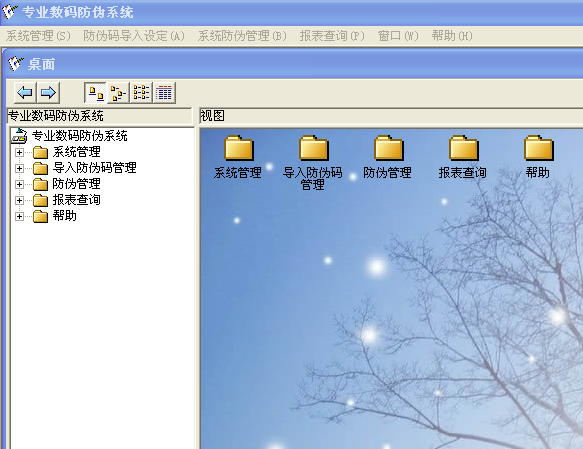 专业数码防伪系统
系统管理(S) 防伪码导入设定(A) 系统防伪管理(B) 报表查询(P) 窗口(W) 帮助(H)
桌面
专业数码防伪系统
视图
专业数码防伪系统
系统管理
导入防伪码管理
防伪管理
报表查询
帮助
系统管理
导入防伪码
管理
防伪管理
报表查询
帮助